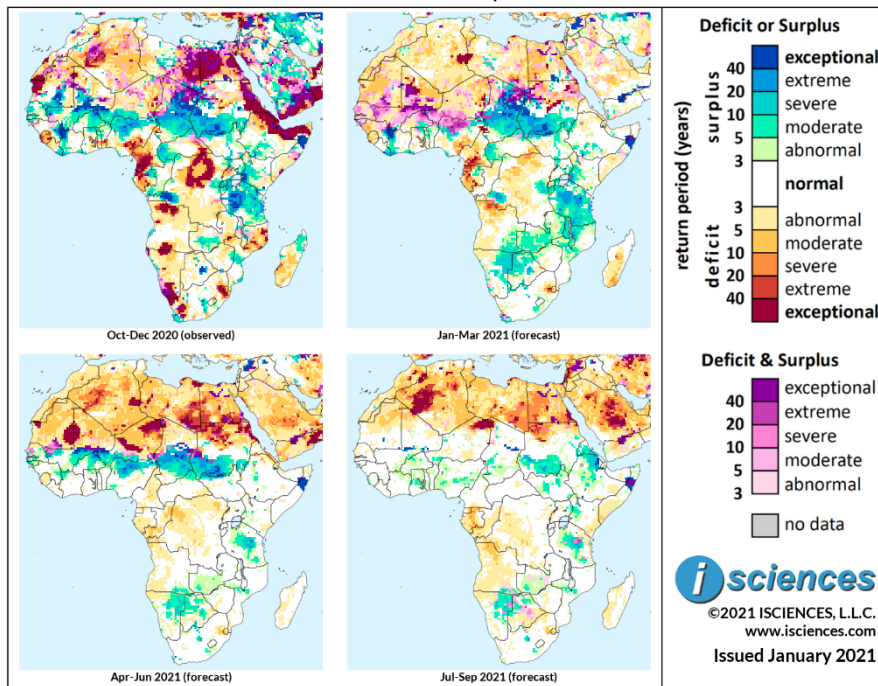 Oct-Dec 2020 (observed)
Jan-Mar 2021 (forecast)
Apr-Jun 2021 (forecast)
Jul-Sep 2021 (forecast)
Deficit or Surplus
return period (years)
surplus
deficit
exceptional
40
extreme
20
severe
10
moderate
5
abnormal
3
normal
3
abnormal
5
moderate
10
severe
20
extreme
40
exceptional
Deficit & Surplus
exceptional
40
extreme
20
severe
10
moderate
5
abnormal
3
no data
i sciences
©2021 ISCIENCES, L.L.C.
www.isciences.com
Issued January 2021